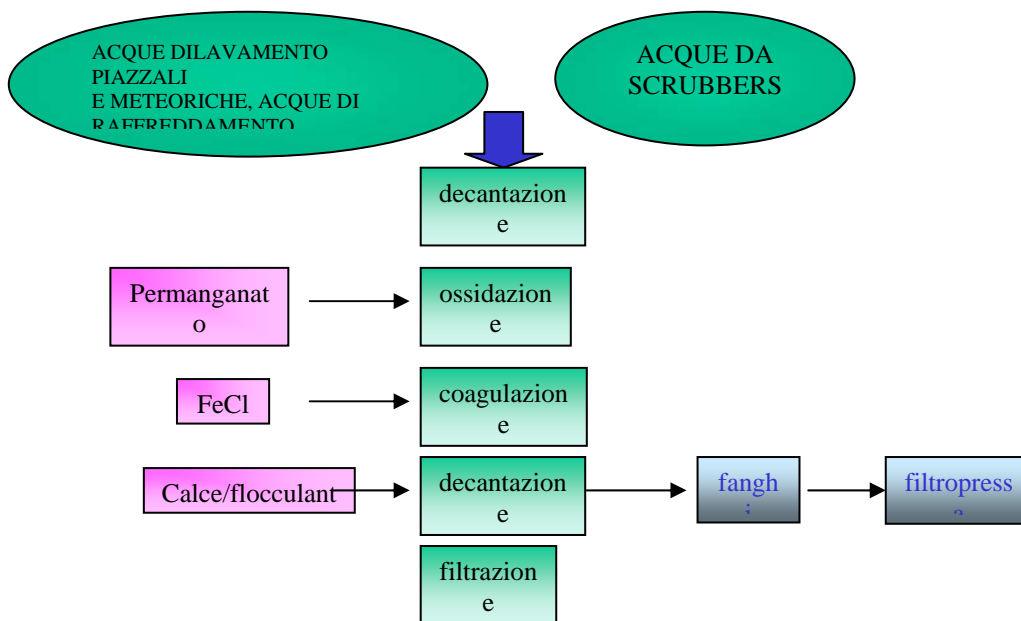 ACQUE DILAVAMENTO
PIAZZALI
E METEORICHE, ACQUE DI
RAFFREDDAMENTO
ACQUE DA
SCRUBBERS
decantazion
e
Permanganat
o
ossidazion
e
FeCl
coagulazion
e
Calce/flocculant
decantazion
e
fangh
i
filtropress
a
filtrazion
e